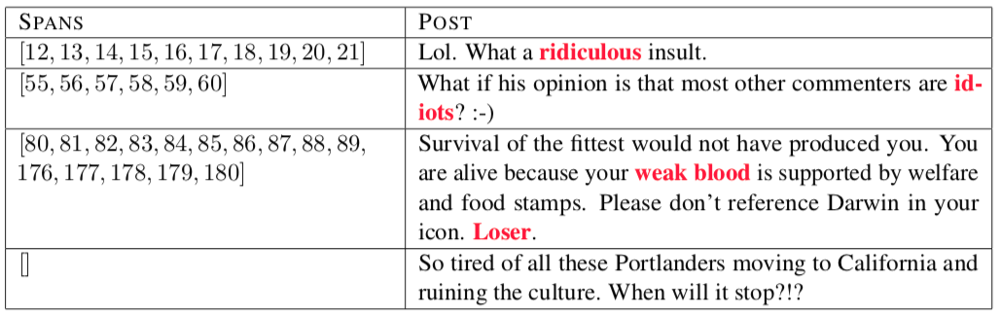 SPANS POST
[12, 13, 14, 15, 16, 17, 18, 19, 20, 21] Lol. What a ridiculous insult.
[55, 56, 57, 58, 59, 60] What if his opinion is that most other commenters are id-
iots? :-)
[80, 81, 82, 83, 84, 85, 86, 87, 88, 89, Survival of the fittest would not have produced you. You
176, 177, 178, 179, 180] are alive because your weak blood is supported by welfare
and food stamps. Please don't reference Darwin in your
icon. Loser.
[] So tired of all these Portlanders moving to California and
ruining the culture. When will it stop?!?